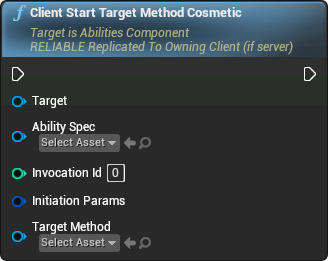 Client Start Target Method Cosmetic
Target is Abilities Component
RELIABLE Replicated To Owning Client (if server)
Target
Ability Spec
Select Asset
Invocation Id 0
Initiation Params
Target Method
Select Asset